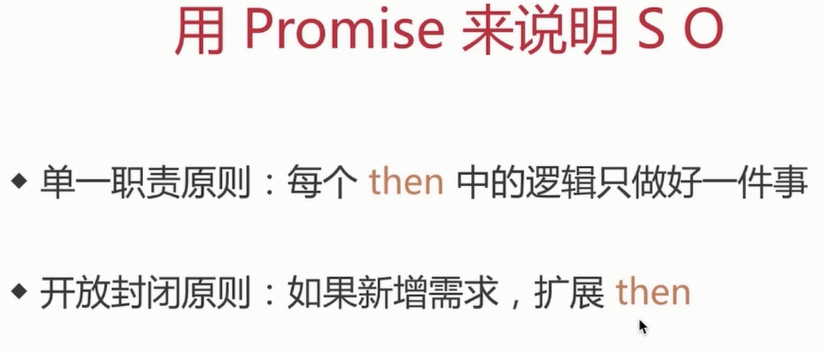 用 Promise 来说明 S O
◆ 单一职责原则：每个 then 中的逻辑只做好一件事
◆ 开放封闭原则：如果新增需求，扩展 then